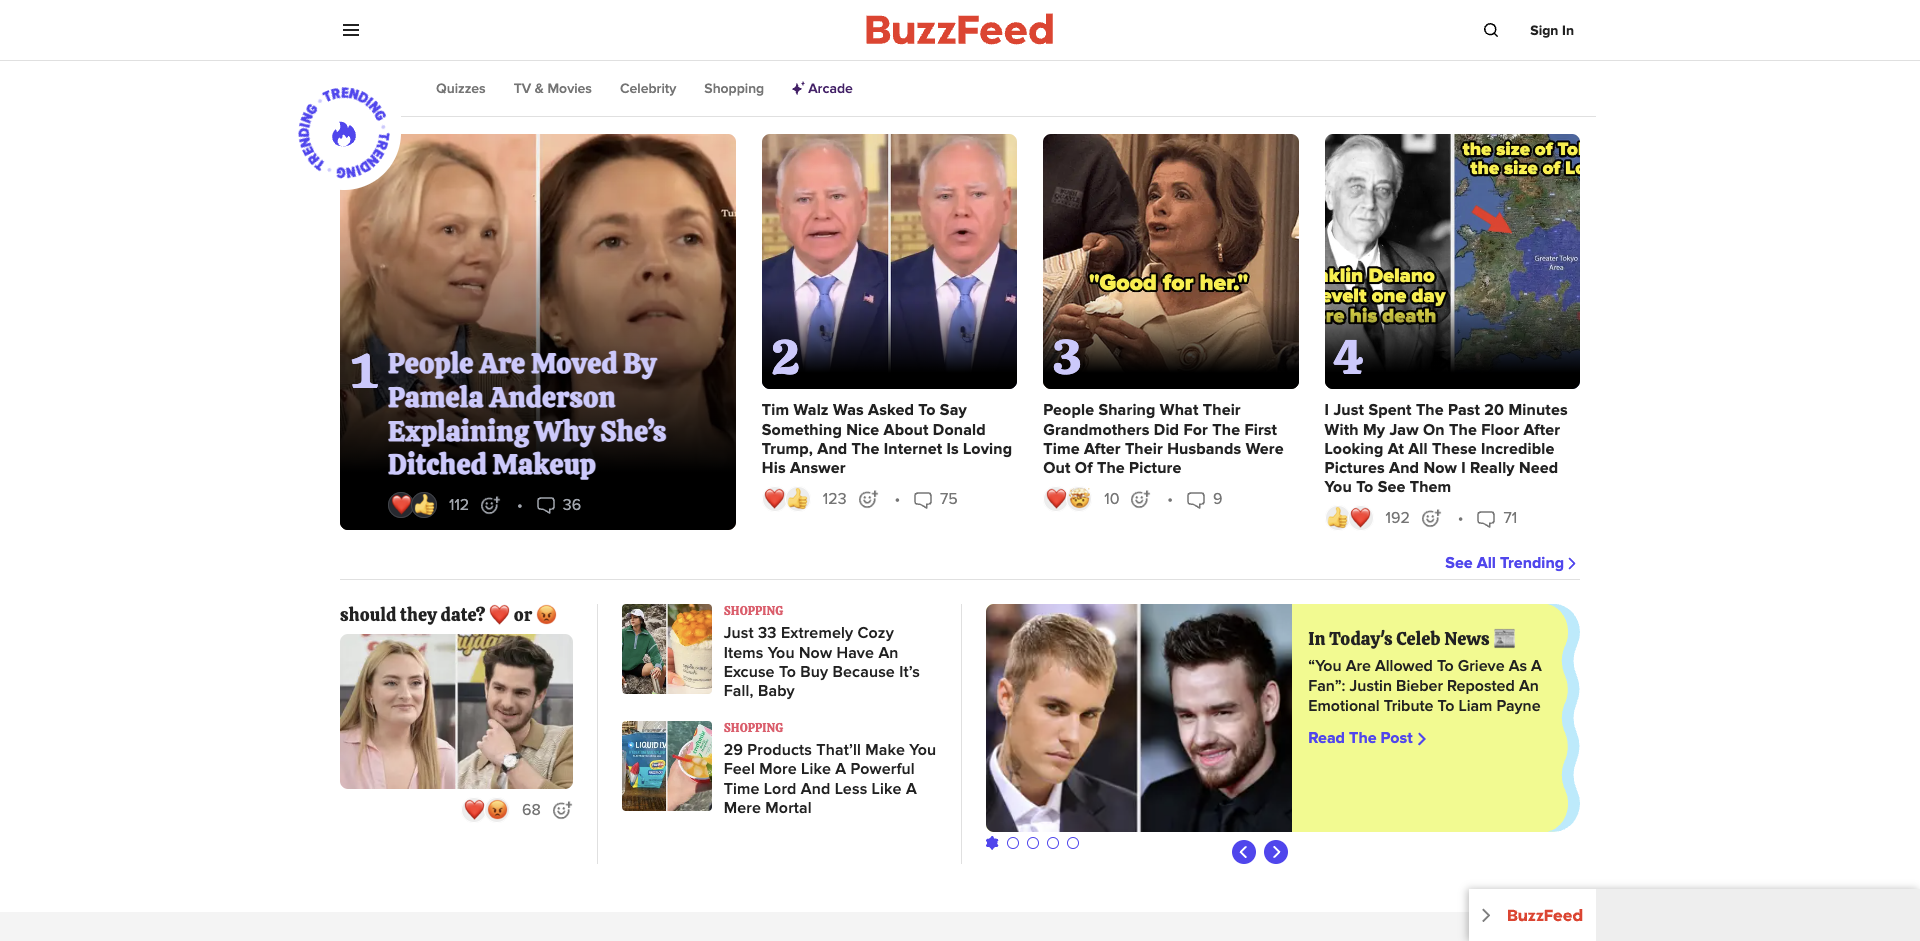 BuzzFeed
Sign In
Quizzes
TV & Movies
Celebrity
Shopping
Arcade
TRENDING · TRENDING · TRENDING ·
1
People Are Moved By
Pamela Anderson
Explaining Why She’s
Ditched Makeup
112
36
2
Tim Walz Was Asked To Say
Something Nice About Donald
Trump, And The Internet Is Loving
His Answer
123
75
"Good for her."
3
People Sharing What Their
Grandmothers Did For The First
Time After Their Husbands Were
Out Of The Picture
10
9
the size of To
the size of Lo
Greater Tokyo
Area
nklin Delano
evelt one day
re his death
4
I Just Spent The Past 20 Minutes
With My Jaw On The Floor After
Looking At All These Incredible
Pictures And Now I Really Need
You To See Them
192
71
See All Trending
should they date? ❤️ or 😡
68
SHOPPING
Just 33 Extremely Cozy
Items You Now Have An
Excuse To Buy Because It’s
Fall, Baby
LIQUID I.V
SHOPPING
29 Products That’ll Make You
Feel More Like A Powerful
Time Lord And Less Like A
Mere Mortal
In Today's Celeb News 📰
“You Are Allowed To Grieve As A
Fan”: Justin Bieber Reposted An
Emotional Tribute To Liam Payne
Read The Post
BuzzFeed